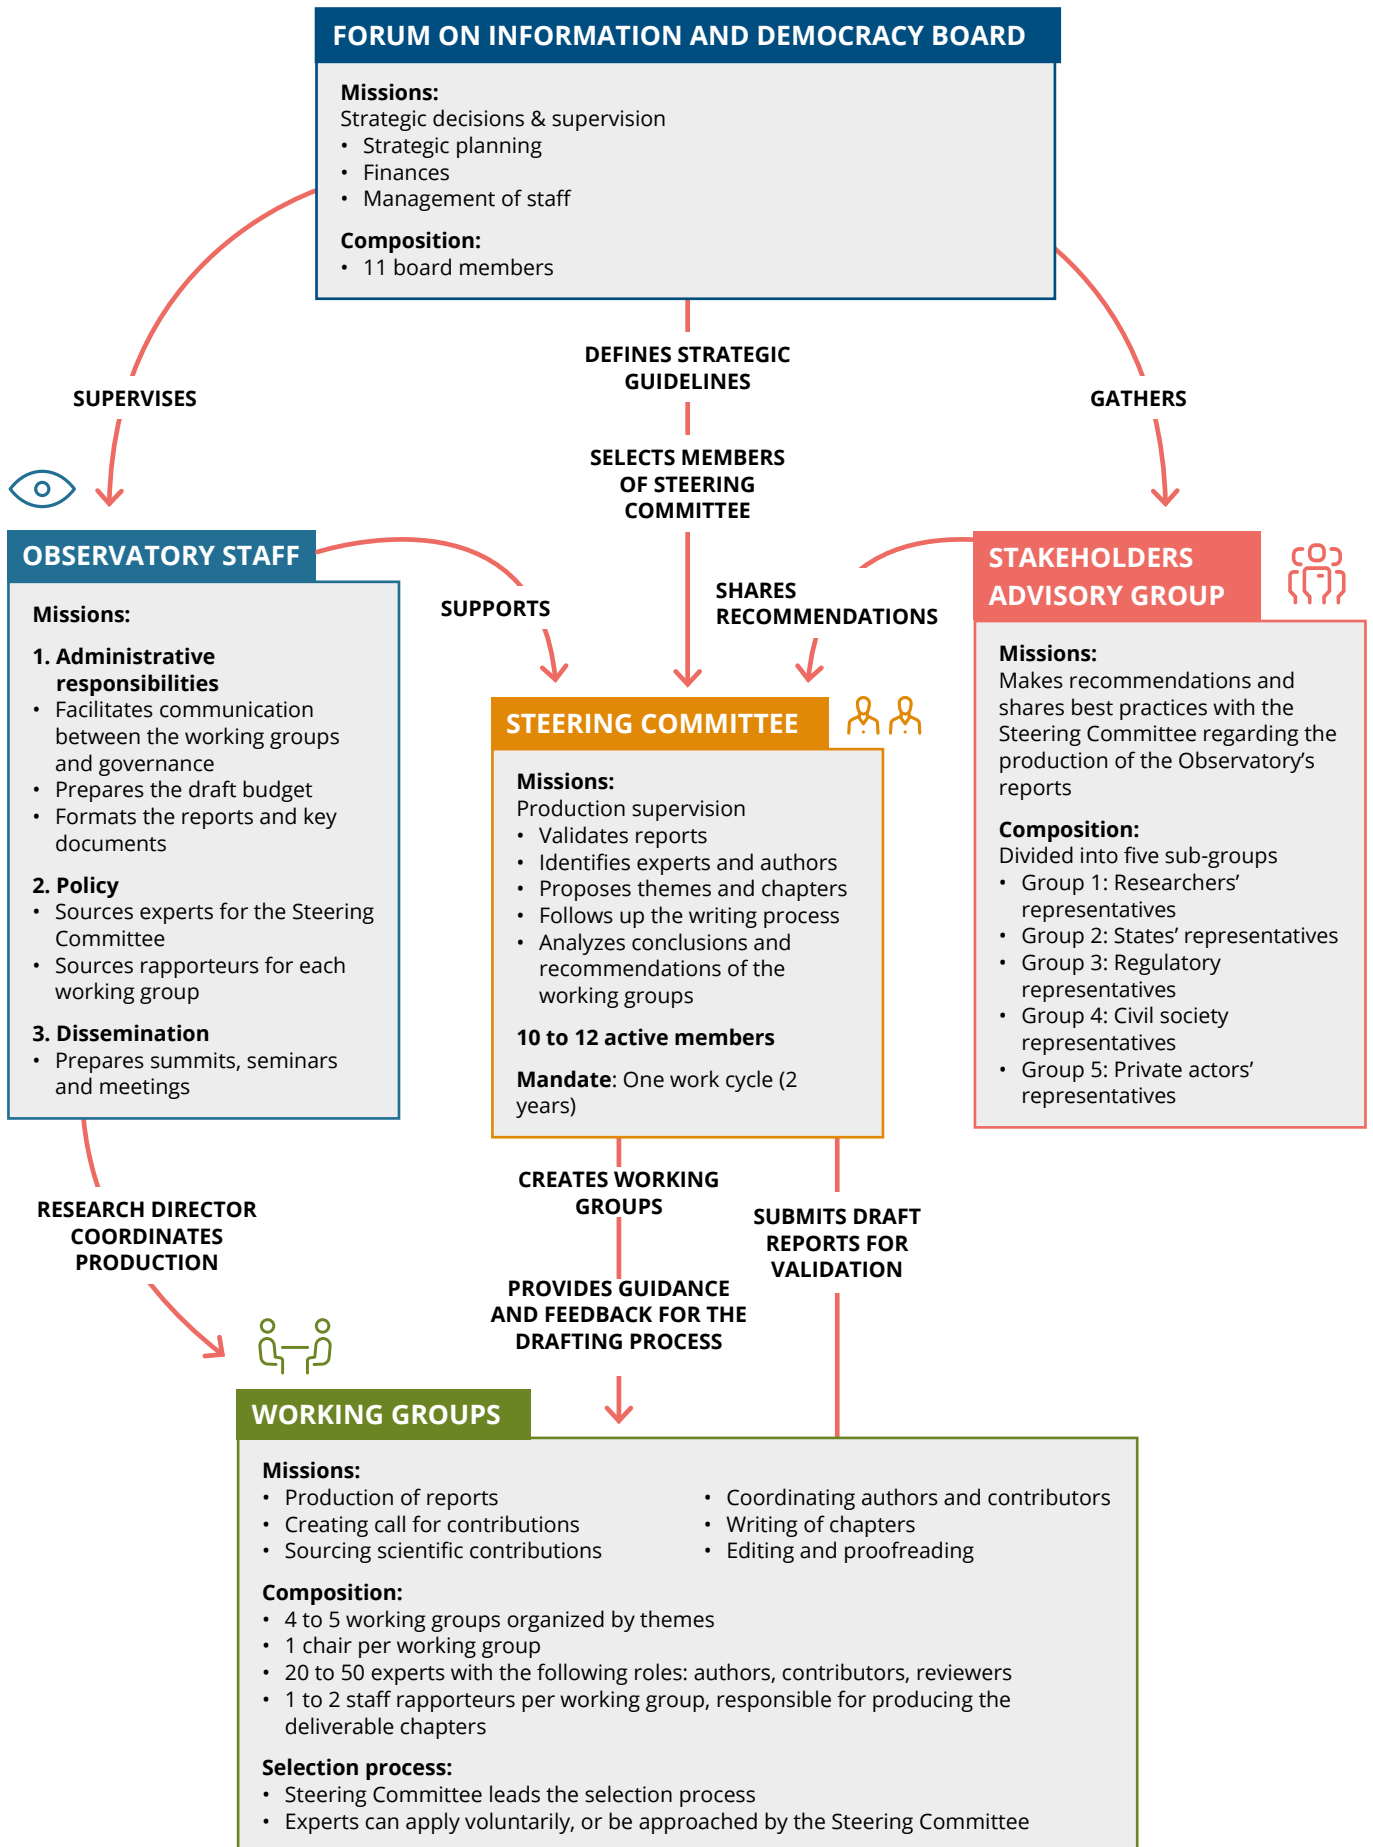 FORUM ON INFORMATION AND DEMOCRACY BOARD
Missions:
Strategic decisions & supervision
• Strategic planning
• Finances
• Management of staff
Composition:
• 11 board members
SUPERVISES
DEFINES STRATEGIC
GUIDELINES
SELECTS MEMBERS
OF STEERING
COMMITTEE
GATHERS
OBSERVATORY STAFF
Missions:
1. Administrative
responsibilities
• Facilitates communication
between the working groups
and governance
• Prepares the draft budget
• Formats the reports and key
documents
2. Policy
• Sources experts for the Steering
Committee
• Sources rapporteurs for each
working group
3. Dissemination
• Prepares summits, seminars
and meetings
SUPPORTS
SHARES
RECOMMENDATIONS
STAKEHOLDERS
ADVISORY GROUP
Missions:
Makes recommendations and
shares best practices with the
Steering Committee regarding the
production of the Observatory’s
reports
Composition:
Divided into five sub-groups
• Group 1: Researchers’
representatives
• Group 2: States’ representatives
• Group 3: Regulatory
representatives
• Group 4: Civil society
representatives
• Group 5: Private actors’
representatives
STEERING COMMITTEE
Missions:
Production supervision
• Validates reports
• Identifies experts and authors
• Proposes themes and chapters
• Follows up the writing process
• Analyzes conclusions and
recommendations of the
working groups
10 to 12 active members
Mandate: One work cycle (2
years)
RESEARCH DIRECTOR
COORDINATES
PRODUCTION
CREATES WORKING
GROUPS
PROVIDES GUIDANCE
AND FEEDBACK FOR THE
DRAFTING PROCESS
SUBMITS DRAFT
REPORTS FOR
VALIDATION
WORKING GROUPS
Missions:
• Production of reports
• Creating call for contributions
• Sourcing scientific contributions
• Coordinating authors and contributors
• Writing of chapters
• Editing and proofreading
Composition:
• 4 to 5 working groups organized by themes
• 1 chair per working group
• 20 to 50 experts with the following roles: authors, contributors, reviewers
• 1 to 2 staff rapporteurs per working group, responsible for producing the
deliverable chapters
Selection process:
• Steering Committee leads the selection process
• Experts can apply voluntarily, or be approached by the Steering Committee